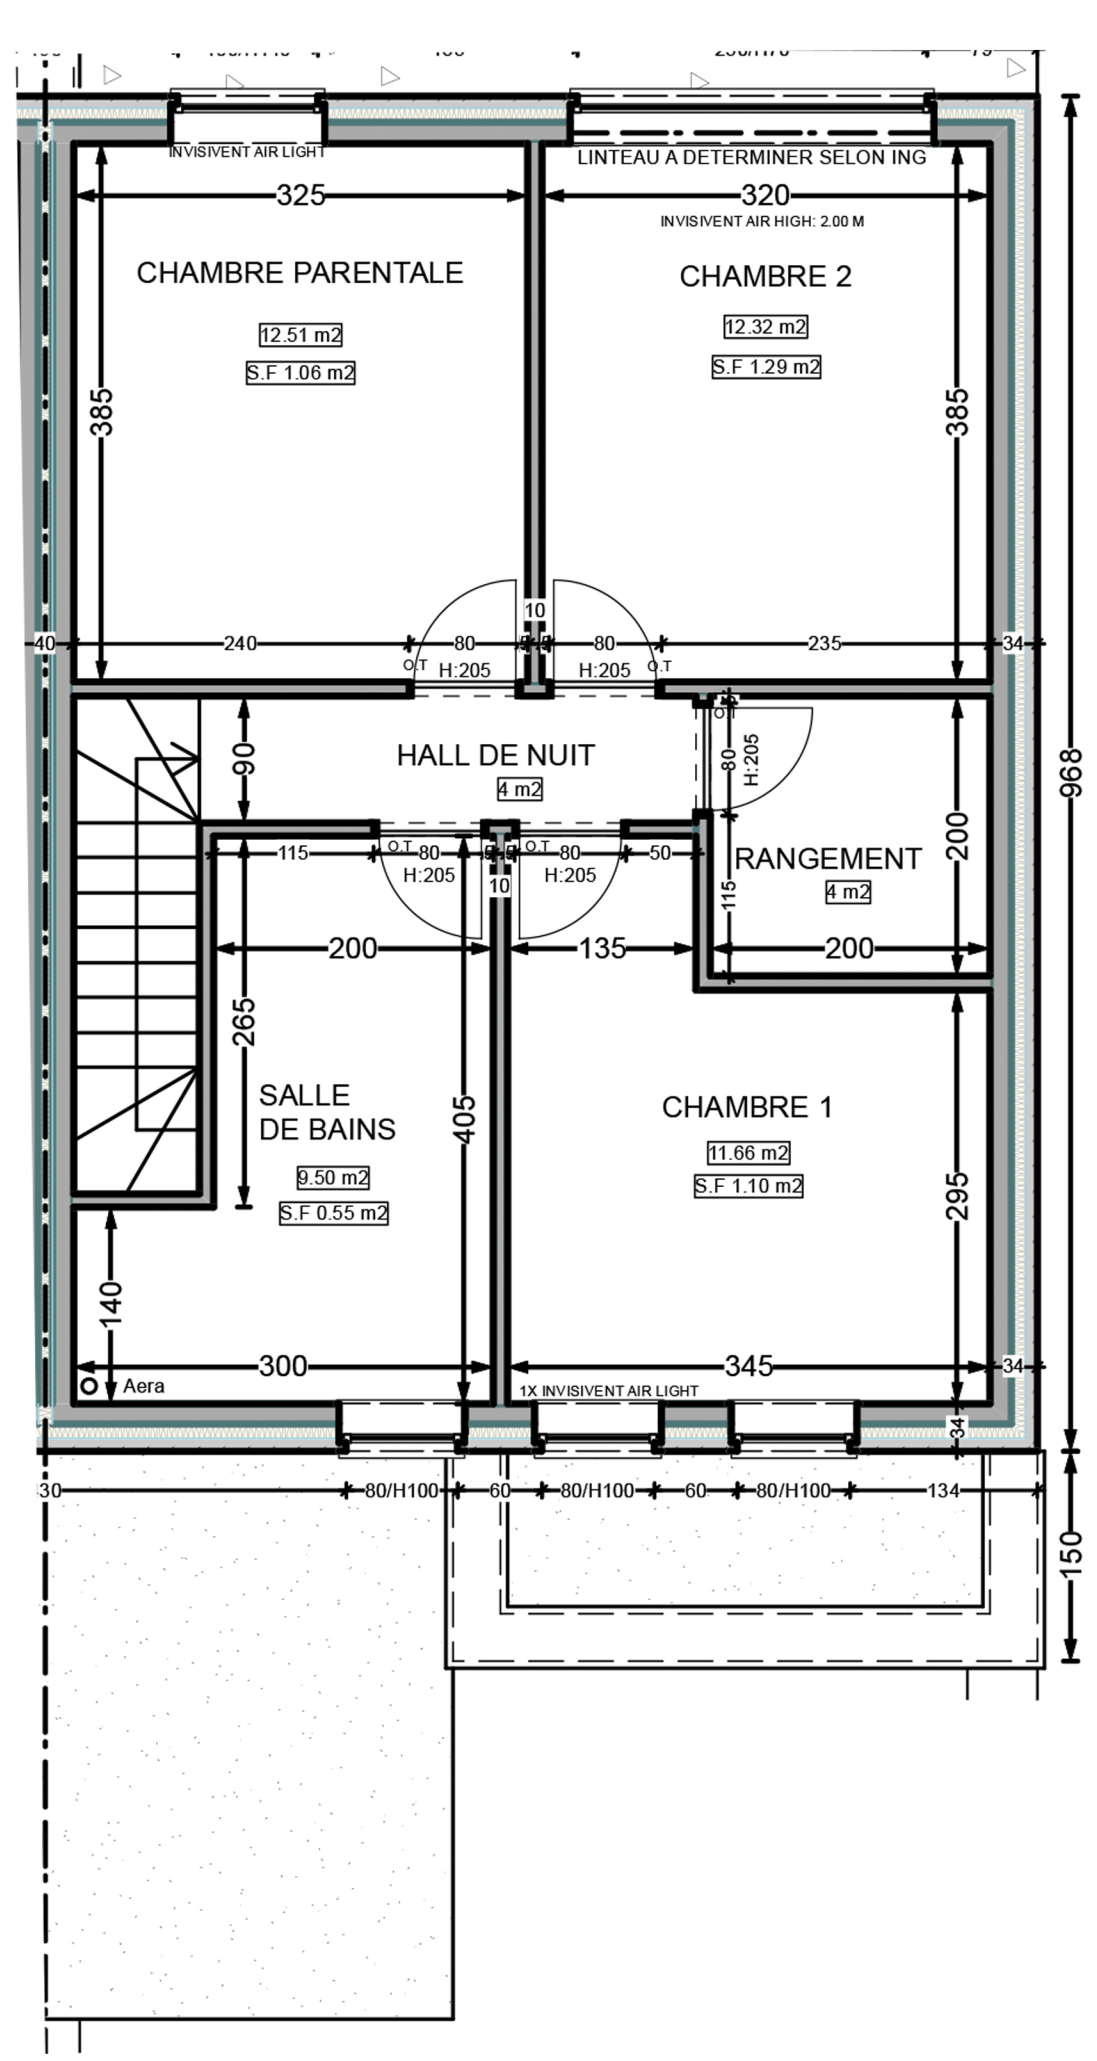 INVISIVENT AIR LIGHT
LINTEAU A DETERMINER SELON ING
325
320
INVISIVENT AIR HIGH: 2.00 M
CHAMBRE PARENTALE
CHAMBRE 2
12.51 m2
12.32 m2
S.F 1.06 m2
S.F 1.29 m2
385
385
10
40
240
80
5
5
80
235
34
O.T
H:205
H:205
O.T
O.T
90
HALL DE NUIT
4 m2
80
H:205
968
200
115
O.T
80
5
5
O.T
80
50
RANGEMENT
H:205
10
H:205
4 m2
115
200
135
200
265
SALLE
DE BAINS
405
CHAMBRE 1
9.50 m2
11.66 m2
S.F 0.55 m2
S.F 1.10 m2
295
140
300
345
34
Aera
1X INVISIVENT AIR LIGHT
34
30
80/H100
60
80/H100
60
80/H100
134
150